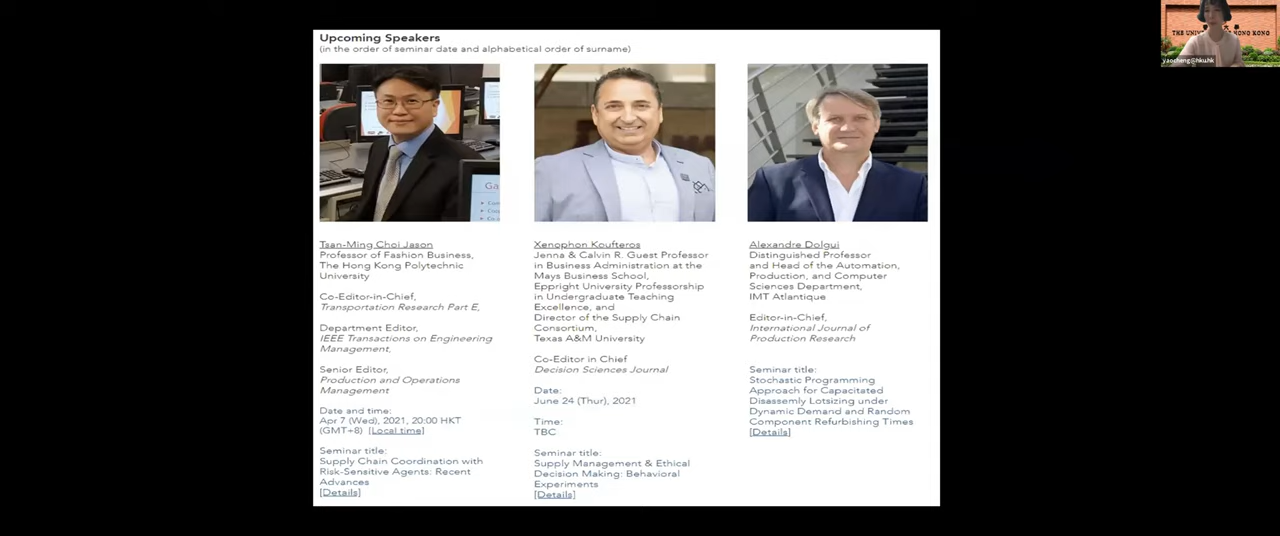 Upcoming Speakers
(in the order of seminar date and alphabetical order of surname)
Tsan-Ming Choi Jason
Professor of Fashion Business,
The Hong Kong Polytechnic
University
Co-Editor-in-Chief,
Transportation Research Part E,
Department Editor,
IEEE Transactions on Engineering
Management,
Senior Editor,
Production and Operations
Management
Date and time:
Apr 7 (Wed), 2021, 20:00 HKT
(GMT+8) [Local time]
Seminar title:
Supply Chain Coordination with
Risk-Sensitive Agents: Recent
Advances
[Details]
Xenophon Koufteros
Jenna & Calvin R. Guest Professor
in Business Administration at the
Mays Business School,
Eppright University Professorship
in Undergraduate Teaching
Excellence, and
Director of the Supply Chain
Consortium,
Texas A&M University
Co-Editor in Chief
Decision Sciences Journal
Date:
June 24 (Thur), 2021
Time:
TBC
Seminar title:
Supply Management & Ethical
Decision Making: Behavioral
Experiments
[Details]
Alexandre Dolgui
Distinguished Professor
and Head of the Automation,
Production, and Computer
Sciences Department,
IMT Atlantique
Editor-in-Chief,
International Journal of
Production Research
Seminar title:
Stochastic Programming
Approach for Capacitated
Disassemly Lotsizing under
Dynamic Demand and Random
Component Refurbishing Times
[Details]
THE UNIV HONG KONG
yaocheng@hku.hk